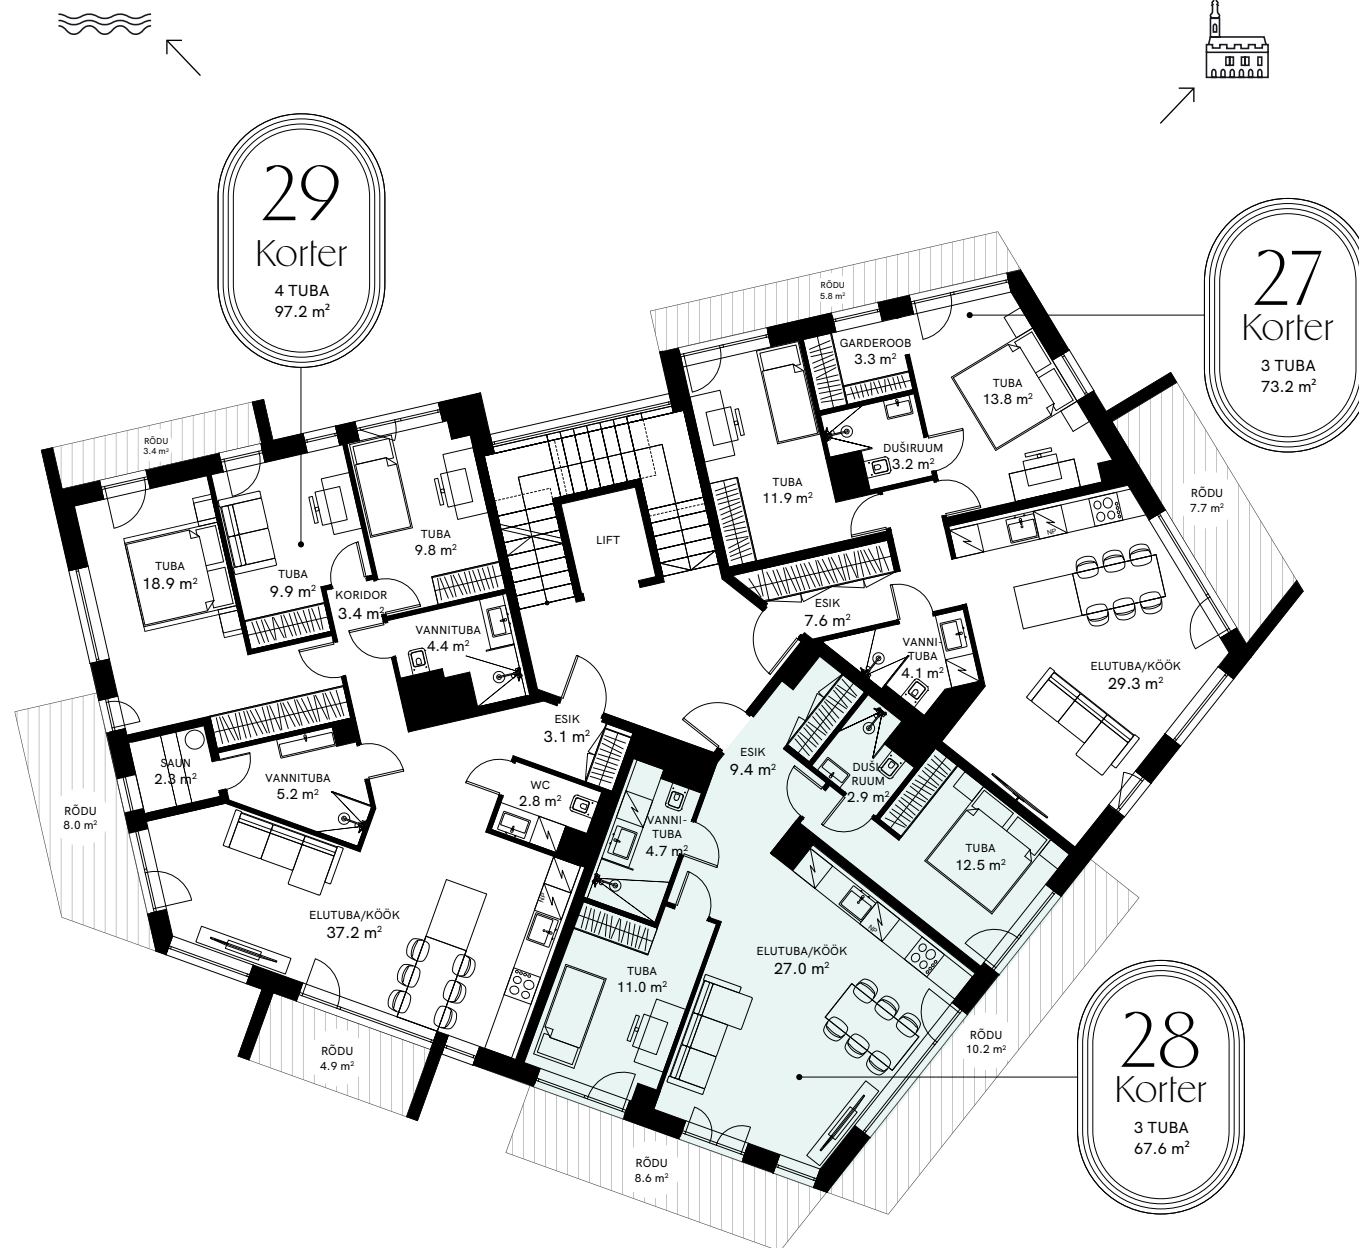 29
Korter
4 TUBA
97.2 m²
27
Korter
3 TUBA
73.2 m²
RÕDU
5.8 m²
GARDEROOB
3.3 m²
TUBA
13.8 m²
DUŠIRUUM
3.2 m²
TUBA
11.9 m²
RÕDU
7.7 m²
NP
RÕDU
3.4 m²
TUBA
18.9 m²
TUBA
9.9 m²
TUBA
9.8 m²
LIFT
KORIDOR
3.4 m²
VANNITUBA
4.4 m²
ESIK
7.6 m²
VANNI-
TUBA
4.1 m²
ELUTUBA/KÖÖK
29.3 m²
ESIK
3.1 m²
ESIK
9.4 m²
SAUN
2.3 m²
VANNITUBA
5.2 m²
WC
2.8 m²
DUŠI-
RUUM
2.9 m²
RÕDU
8.0 m²
VANNI-
TUBA
4.7 m²
TUBA
12.5 m²
NP
ELUTUBA/KÖÖK
37.2 m²
NP
ELUTUBA/KÖÖK
27.0 m²
TUBA
11.0 m²
RÕDU
4.9 m²
RÕDU
10.2 m²
28
Korter
3 TUBA
67.6 m²
RÕDU
8.6 m²